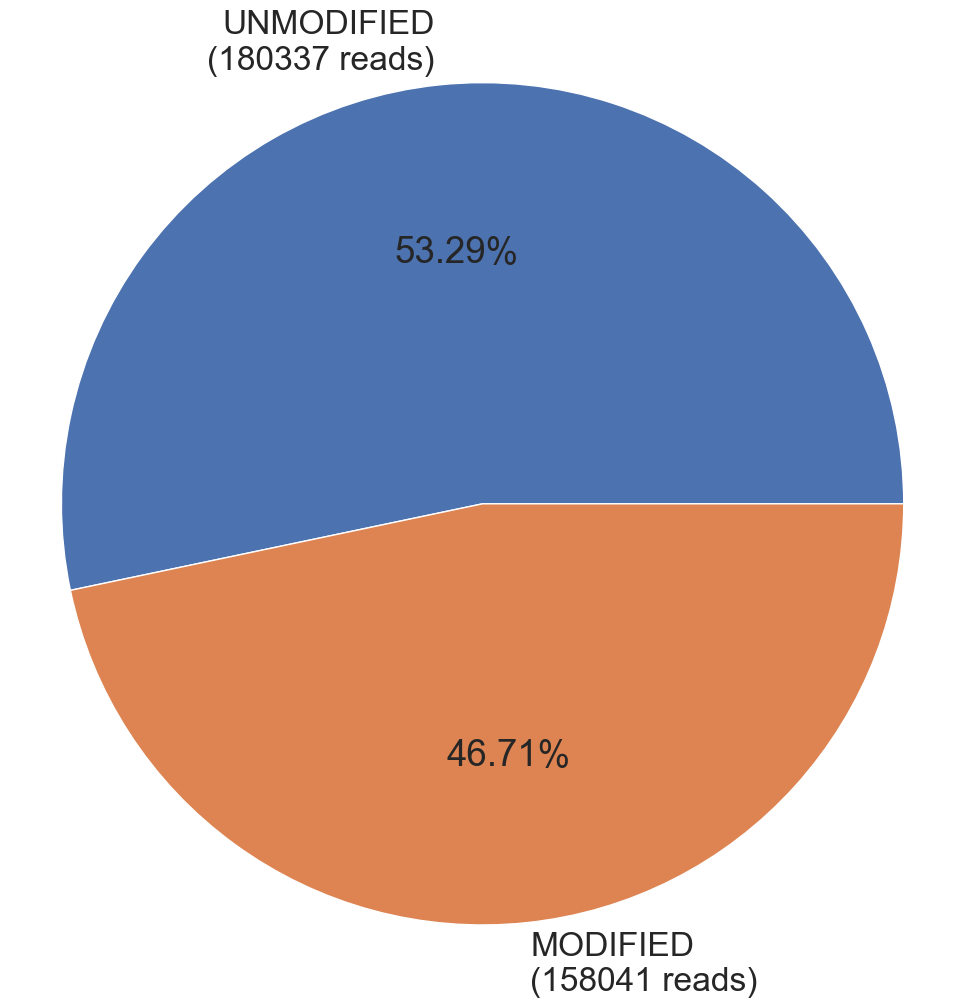 UNMODIFIED
(180337 reads)
53.29%
46.71%
MODIFIED
(158041 reads)